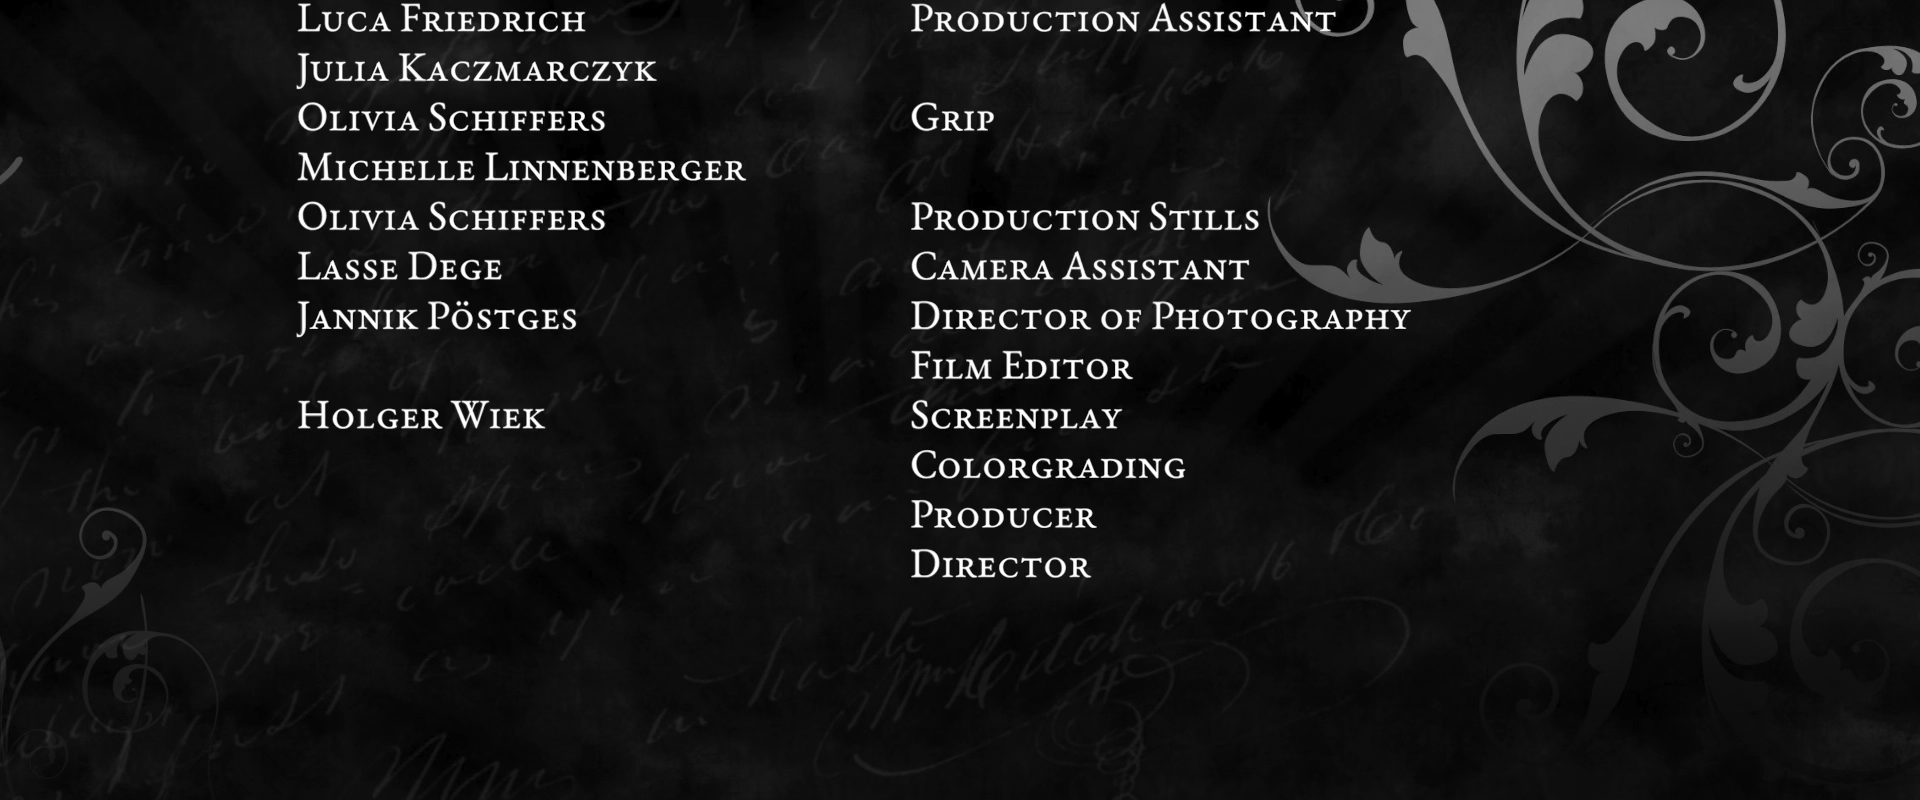 Luca Friedrich Production Assistant
Julia Kaczmarczyk
Olivia Schiffers Grip
Michelle Linnenberger
Olivia Schiffers Production Stills
Lasse Dege Camera Assistant
Jannik Pöstges Director of Photography
Film Editor
Holger Wiek Screenplay
Colorgrading
Producer
Director